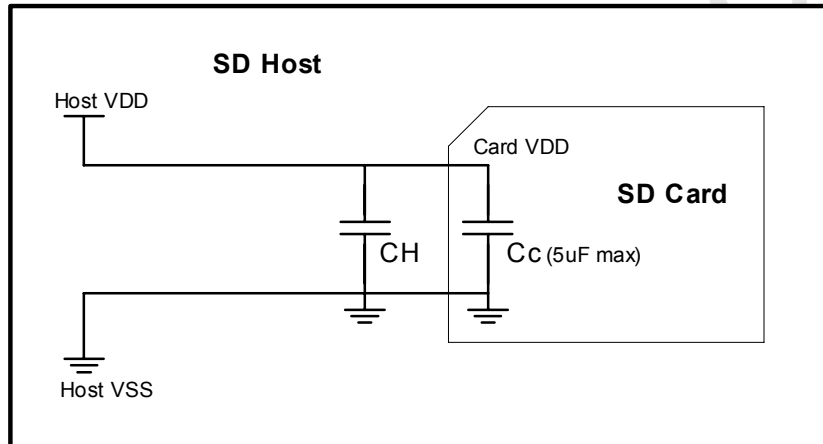 SD Host
Host VDD
Card VDD
SD Card
CH
Cc (5uF max)
Host VSS